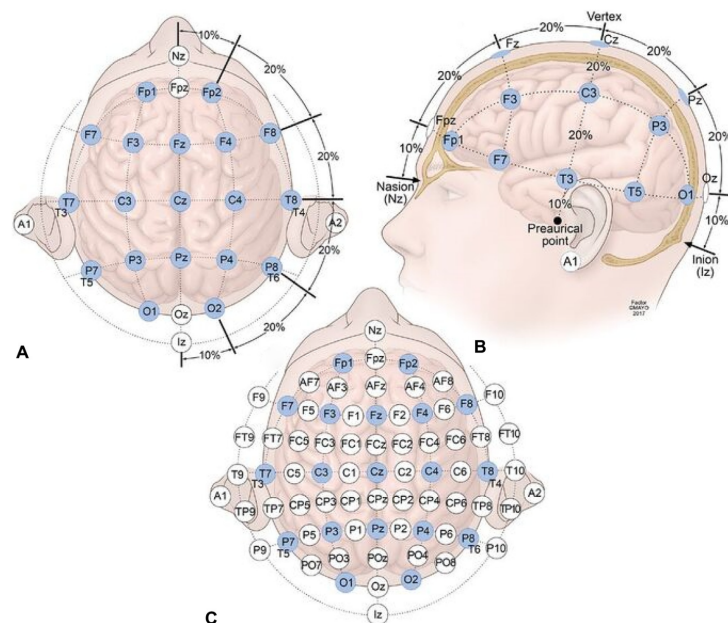 10%
Nz
20%
Fp1 Fpz Fp2
20%
F7 F3 Fz F4 F8
20%
T7 C3 Cz C4 T8
T3 T4
A1 A2
20%
P7 P3 Pz P4 P8
T5 T6
O1 Oz O2
20%
Iz
10%
A
Vertex
20% 20%
Fz Cz
20% 20%
20%
F3 C3 Pz
P3
Fpz
Fp1
20%
10%
F7
Oz
Nasion
(Nz)
T3 T5 O1
10%
10%
Preaurical
point
A1
Inion
(Iz)
B
Factor
©MAYO
2017
Nz
Fp1 Fpz Fp2
AF7 AF3 AFz AF4 AF8
F9 F7 F5 F3 F1 Fz F2 F4 F6 F8 F10
FT9 FT7 FC5 FC3 FC1 FCz FC2 FC4 FC6 FT8 FT10
T9 T7 C5 C3 C1 Cz C2 C4 C6 T8 T10
T3 T4
A1 A2
TP9 TP7 CP5 CP3 CP1 CPz CP2 CP4 CP6 TP8 TP10
P9 P7 P5 P3 P1 Pz P2 P4 P6 P8 P10
T5 T6
PO7 PO3 POz PO4 PO8
O1 Oz O2
Iz
C